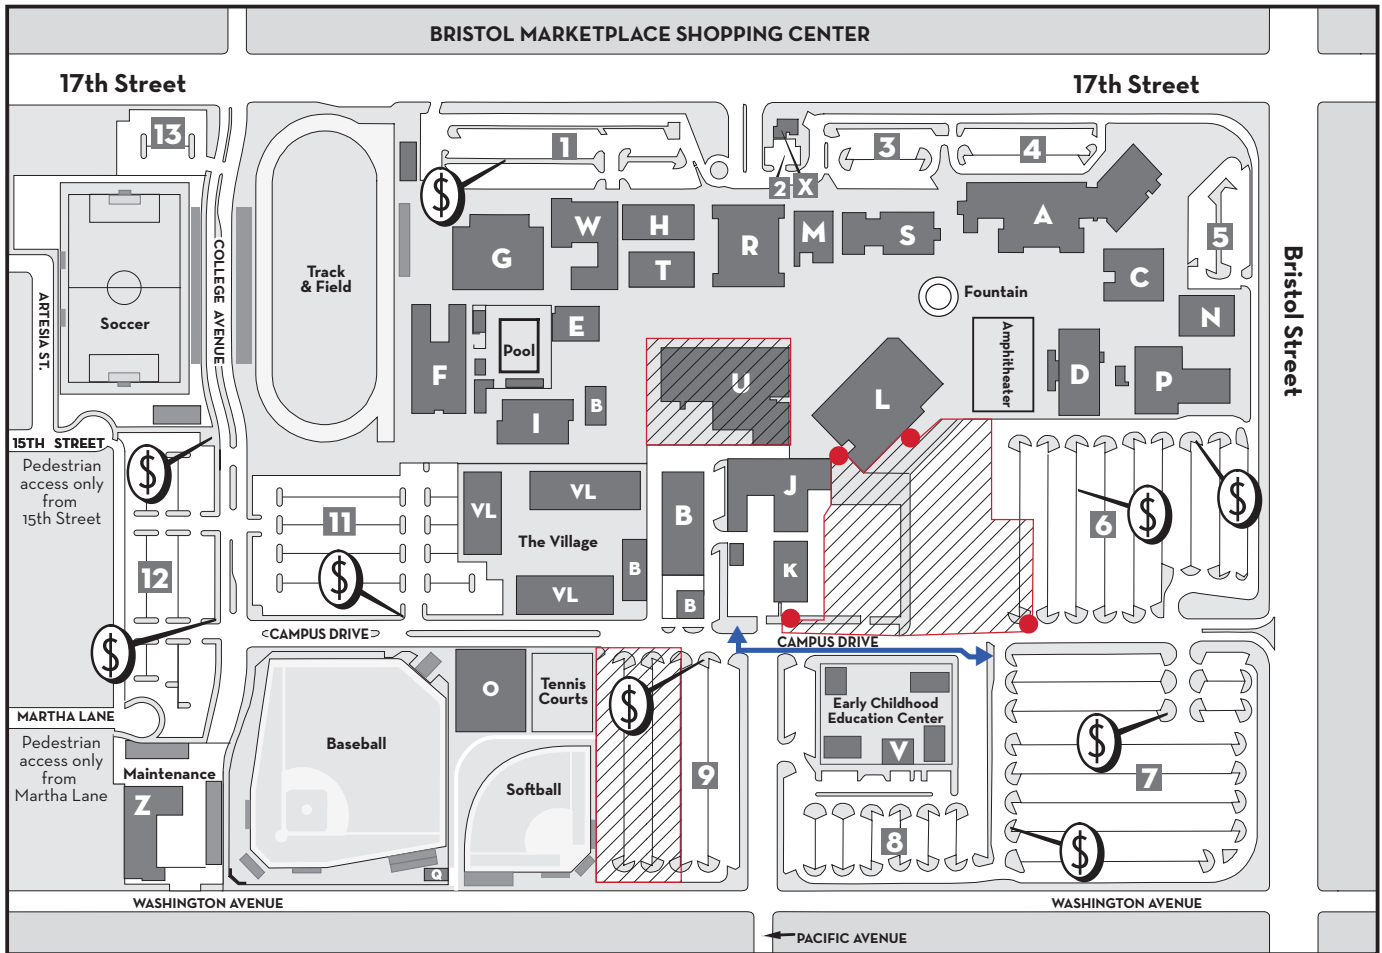 BRISTOL MARKETPLACE SHOPPING CENTER
17th Street
17th Street
13
1
3
4
2
X
$
W
H
R
M
S
A
5
G
T
C
COLLEGE AVENUE
Track
& Field
Fountain
Bristol Street
ARTESIA ST.
Soccer
E
N
Pool
Amphitheater
F
U
D
P
L
I
B
15TH STREET
Pedestrian
access only
from
15th Street
$
VL
VL
J
$
$
B
6
11
The Village
12
$
B
K
VL
B
CAMPUS DRIVE
CAMPUS DRIVE
$
O
Tennis
Courts
$
Early Childhood
Education Center
MARTHA LANE
Pedestrian
access only
from
Martha Lane
Baseball
V
$
Maintenance
9
7
Softball
Z
8
$
Q
WASHINGTON AVENUE
WASHINGTON AVENUE
PACIFIC AVENUE